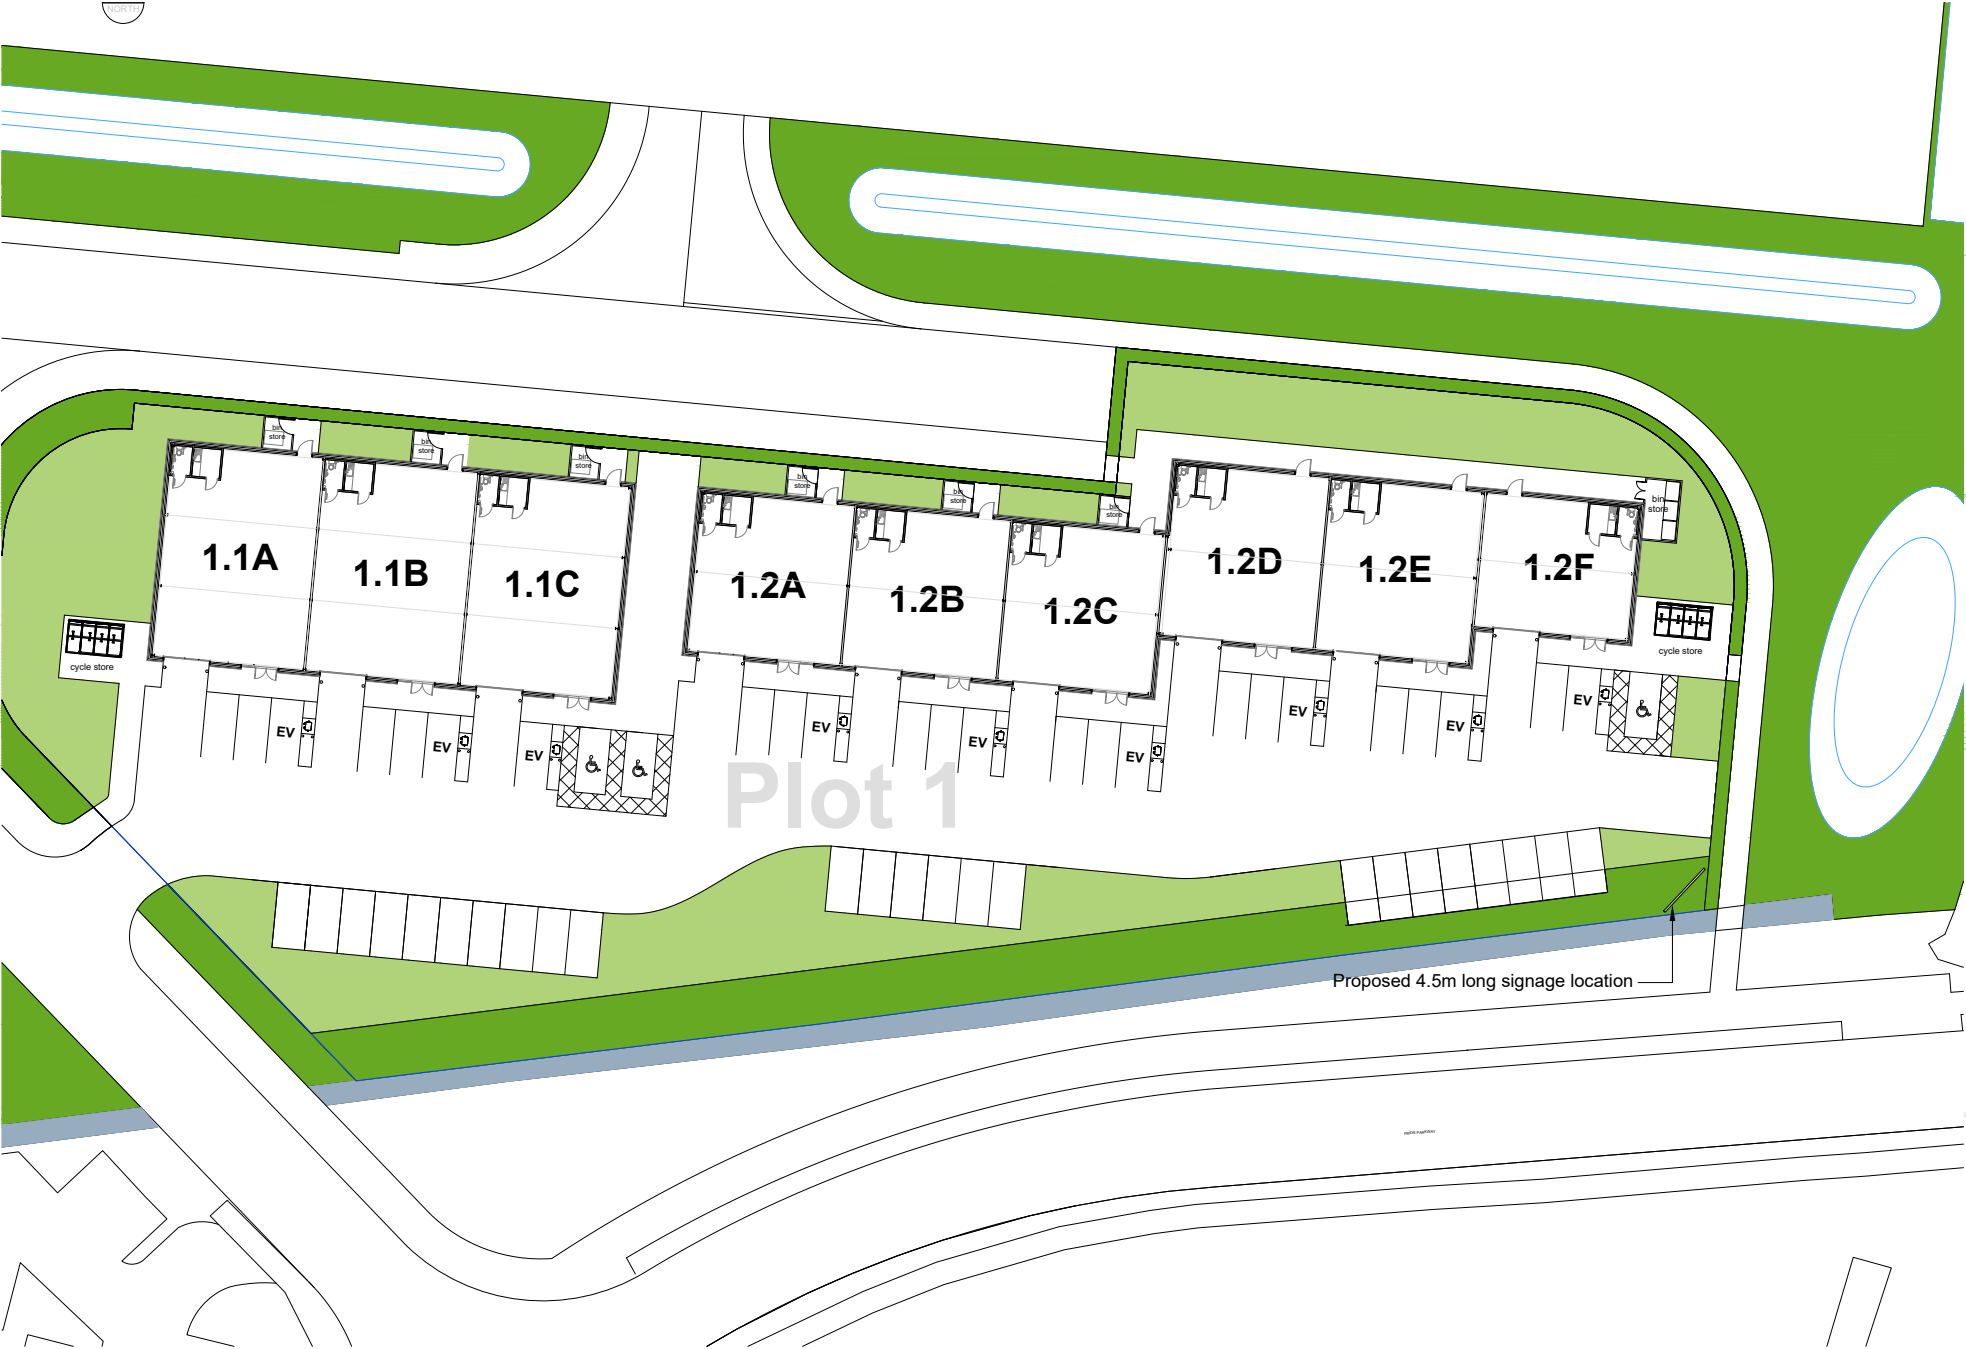 NORTH
bin
store
bin
store
bin
store
bin
store
bin
store
bin
store
bin
store
1.1A
1.1B
1.1C
1.2A
1.2B
1.2C
1.2D
1.2E
1.2F
cycle store
cycle store
EV
EV
EV
EV
EV
EV
EV
EV
EV
Plot 1
Proposed 4.5m long signage location